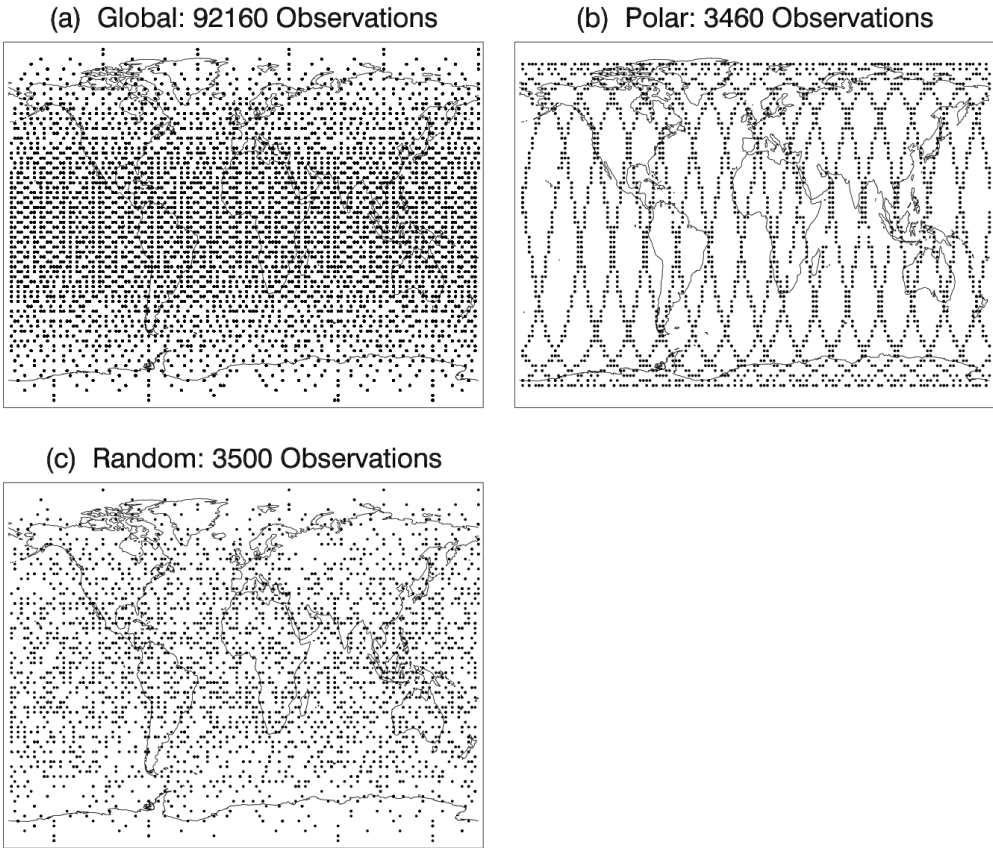 (a) Global: 92160 Observations
(b) Polar: 3460 Observations
(c) Random: 3500 Observations